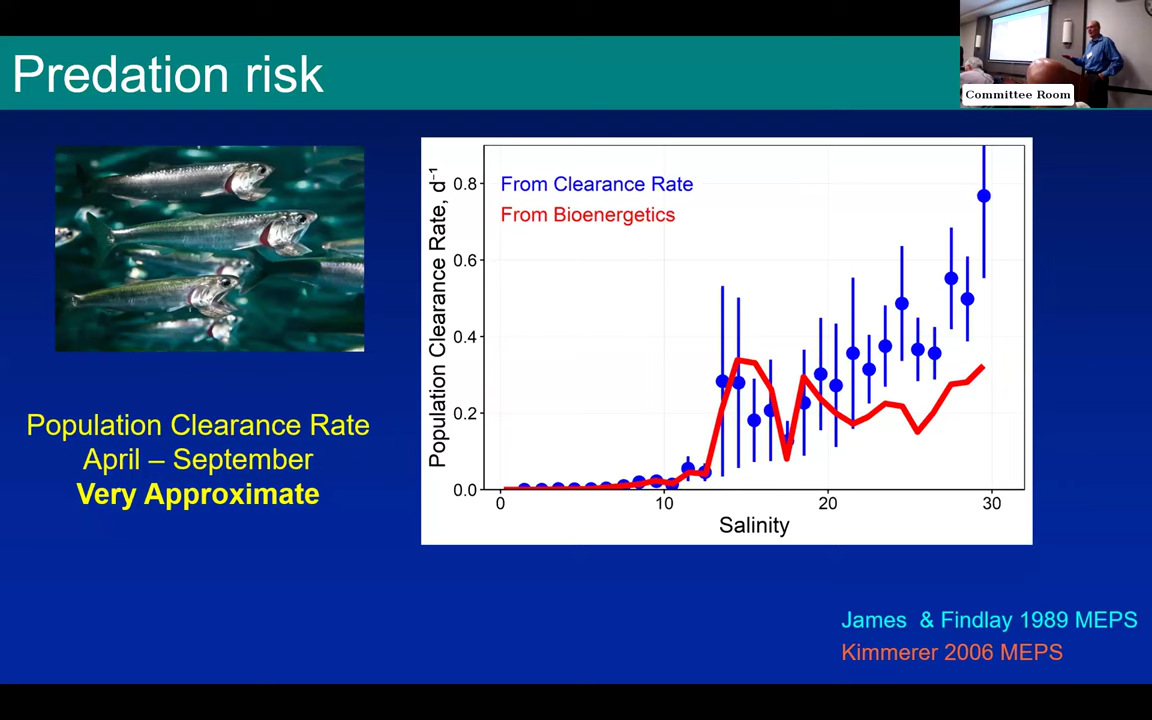 Predation risk
Committee Room
Population Clearance Rate
April – September
Very Approximate
Population Clearance Rate, d⁻¹
0.8
0.6
0.4
0.2
0.0
From Clearance Rate
From Bioenergetics
0
10
20
30
Salinity
James & Findlay 1989 MEPS
Kimmerer 2006 MEPS